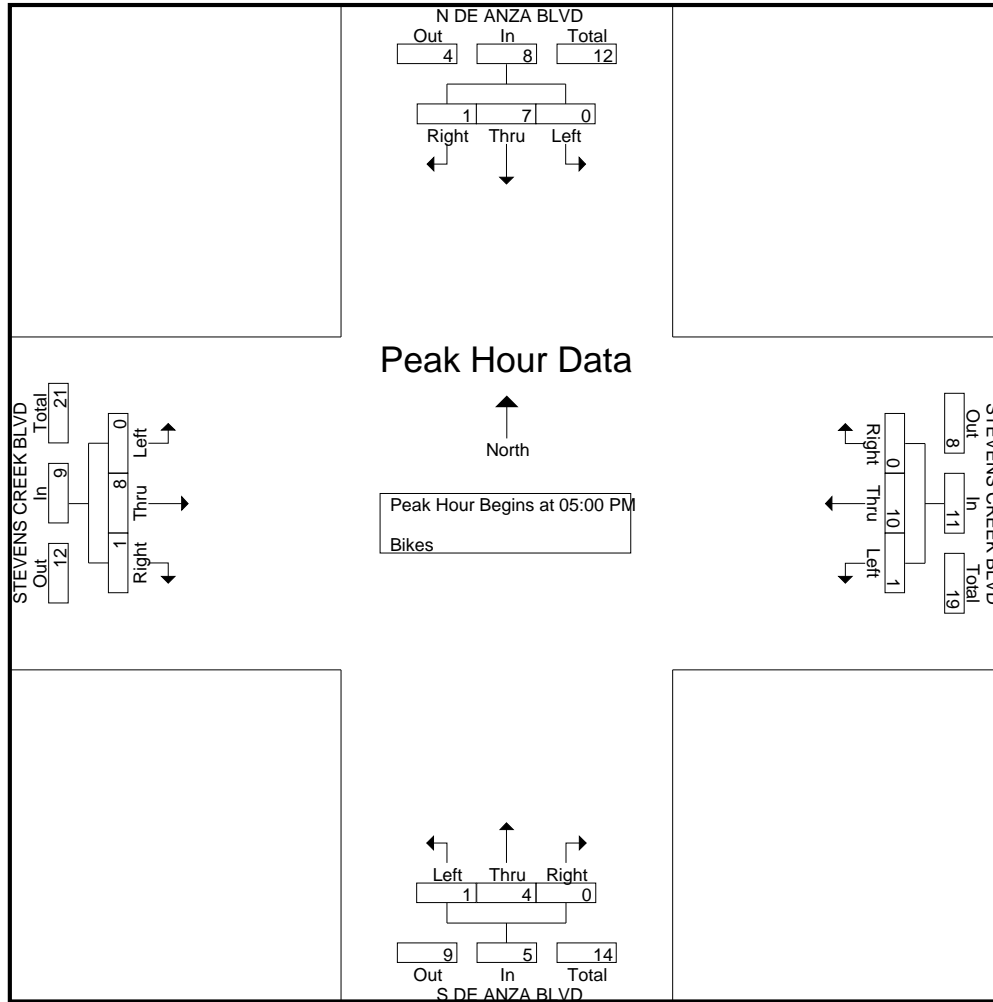 N DE ANZA BLVD
Out In Total
4 8 12
1 7 0
Right Thru Left
Peak Hour Data
North
Peak Hour Begins at 05:00 PM
Bikes
STEVENS CREEK BLVD
Out In Total
12 9 21
Left Thru Right
0 8 1
STEVENS CREEK BLVD
Out In Total
8 11 19
Right Thru Left
0 10 1
Left Thru Right
1 4 0
9 5 14
Out In Total
S DE ANZA BLVD